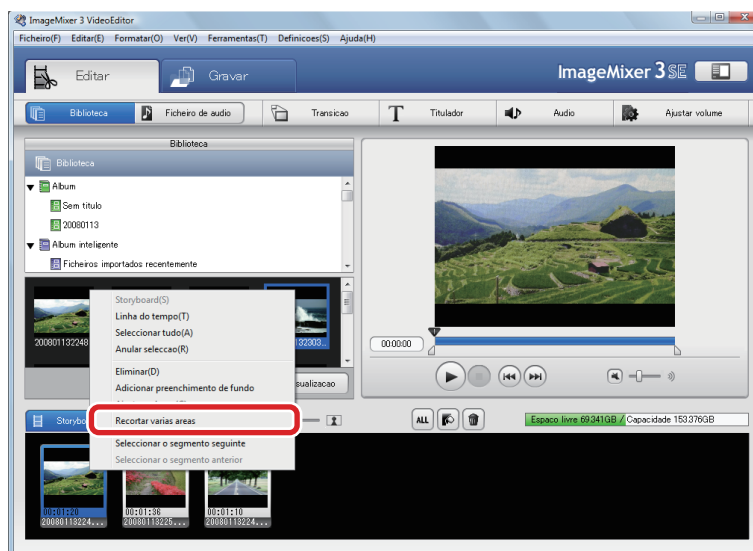 ImageMixer 3 VideoEditor
Ficheiro(F) Editar(E) Formatar(O) Ver(V) Ferramentas(T) Definicoes(S) Ajuda(H)
Editar Gravar ImageMixer 3 SE
Biblioteca Ficheiro de audio Transicao T Titulador Audio Ajustar volume
Biblioteca
Biblioteca
Album
Sem titulo
20080113
Album inteligente
Ficheiros importados recentemente
Storyboard(S)
Linha do tempo(T)
Seleccionar tudo(A)
Anular seleccao(R)
200801132248 132303...
00:00:00
Eliminar(D)
Adicionar preenchimento de fundo
sualizacao
Recortar varias areas
Storybo
ALL
Espaco livre 69.341GB / Capacidade 153.376GB
Seleccionar o segmento seguinte
Seleccionar o segmento anterior
00:01:20 00:01:36 00:01:10
20080113224... 20080113225... 20080113224...